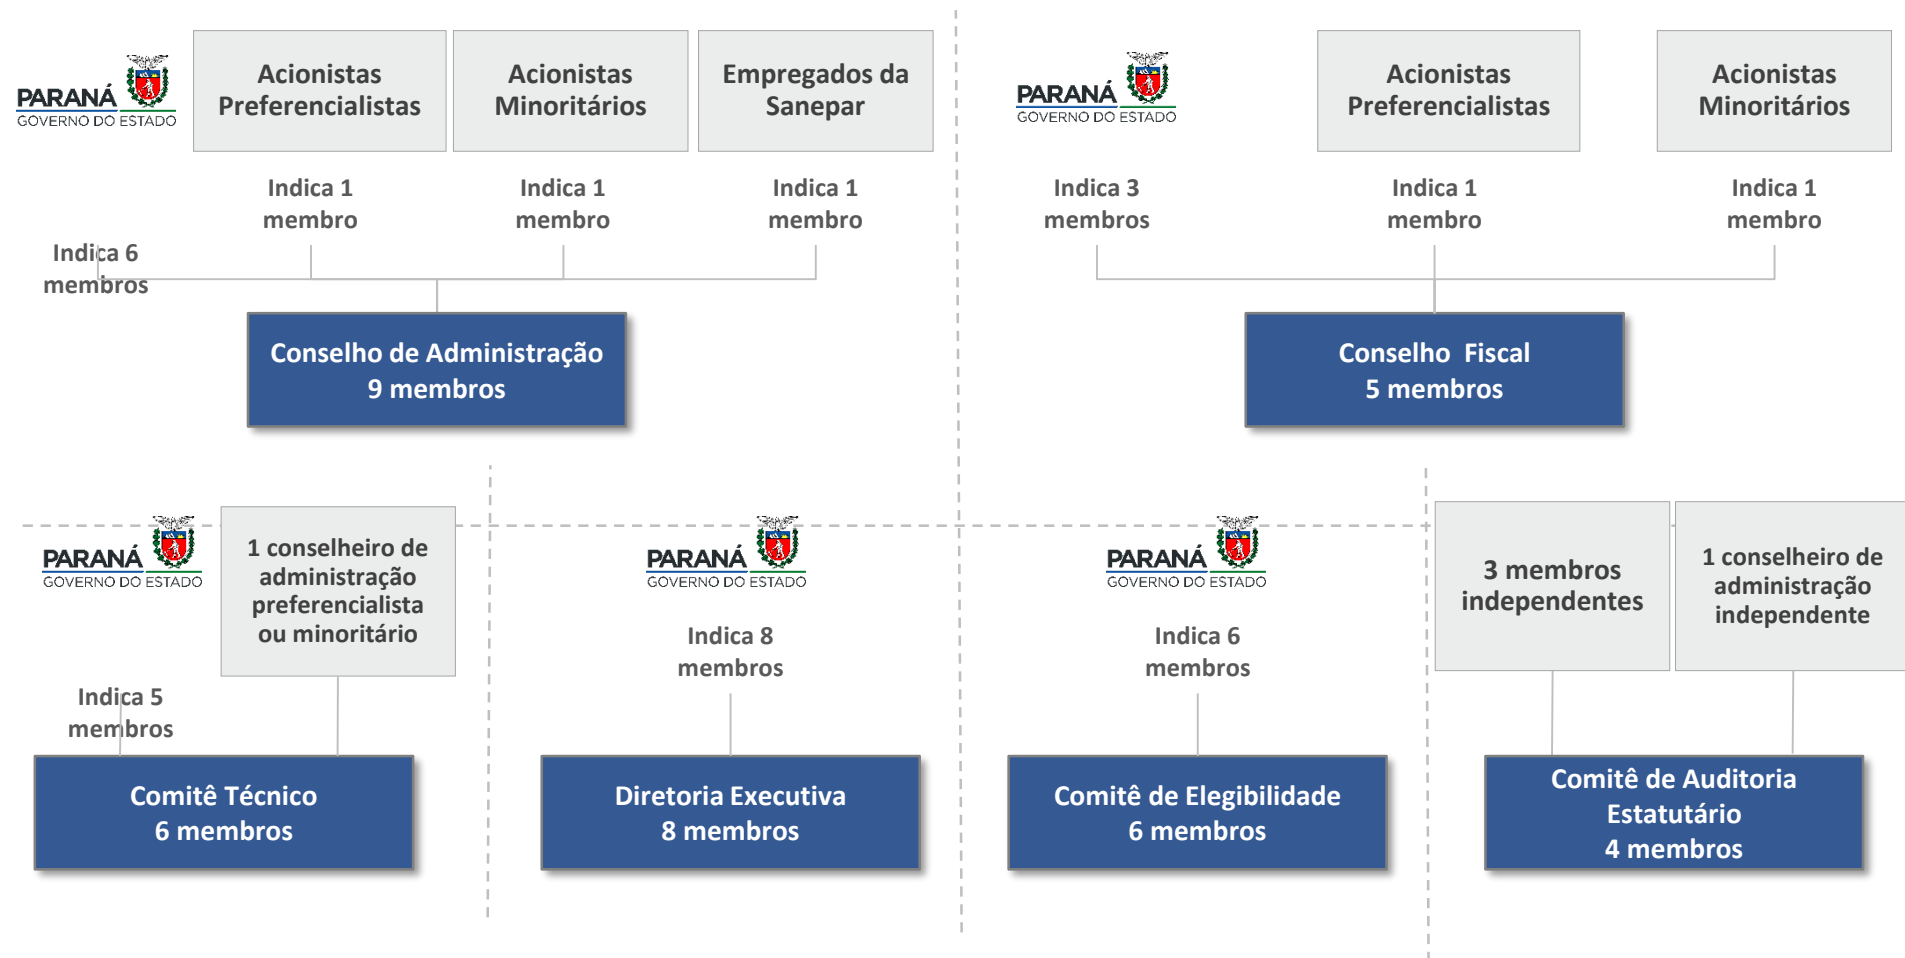 PARANÁ
GOVERNO DO ESTADO
Acionistas
Preferencialistas
Acionistas
Minoritários
Empregados da
Sanepar
Indica 6
membros
Indica 1
membro
Indica 1
membro
Indica 1
membro
Conselho de Administração
9 membros
PARANÁ
GOVERNO DO ESTADO
Acionistas
Preferencialistas
Acionistas
Minoritários
Indica 3
membros
Indica 1
membro
Indica 1
membro
Conselho  Fiscal
5 membros
PARANÁ
GOVERNO DO ESTADO
1 conselheiro de
administração
preferencialista
ou minoritário
Indica 5
membros
Comitê Técnico
6 membros
PARANÁ
GOVERNO DO ESTADO
Indica 8
membros
Diretoria Executiva
8 membros
PARANÁ
GOVERNO DO ESTADO
Indica 6
membros
Comitê de Elegibilidade
6 membros
3 membros
independentes
1 conselheiro de
administração
independente
Comitê de Auditoria
Estatutário
4 membros